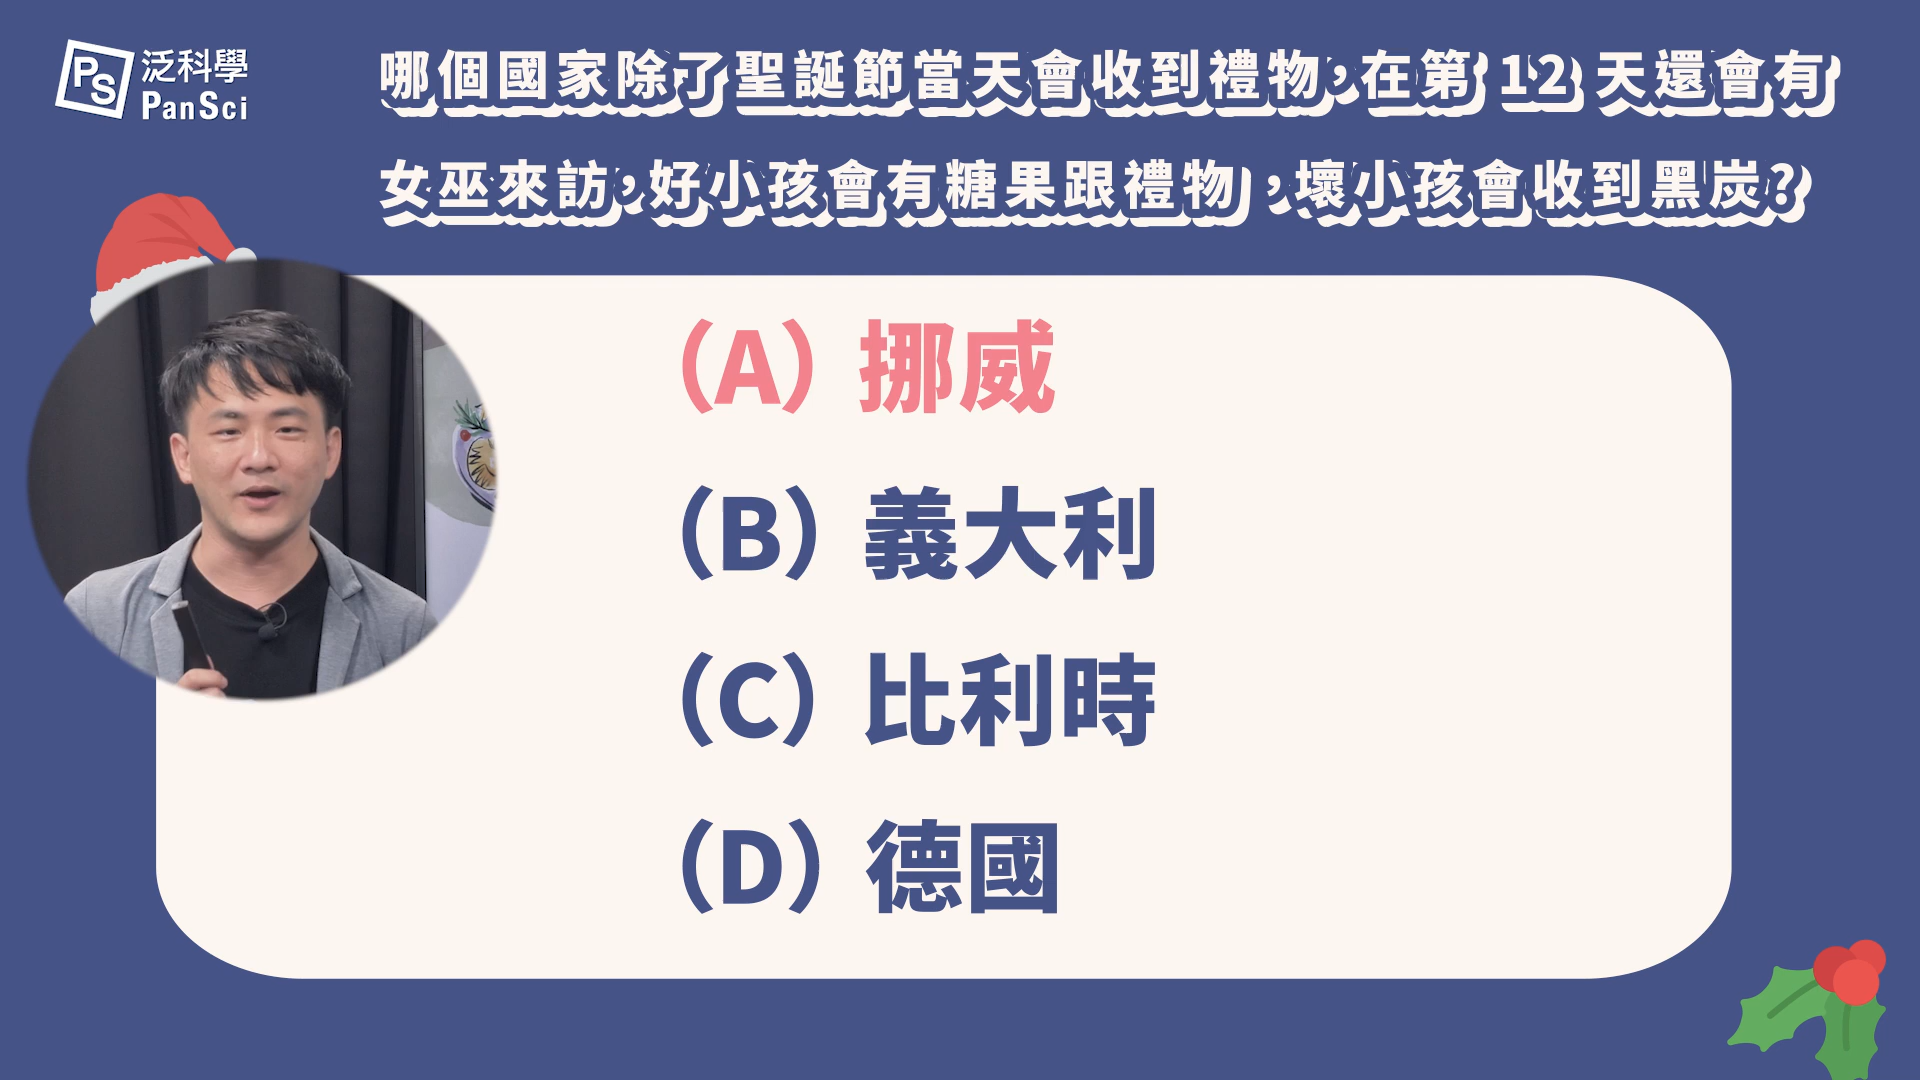 PS
泛科學
PanSci
哪個國家除了聖誕節當天會收到禮物，在第 12 天還會有
女巫來訪，好小孩會有糖果跟禮物，壞小孩會收到黑炭？
（A）挪威
（B）義大利
（C）比利時
（D）德國